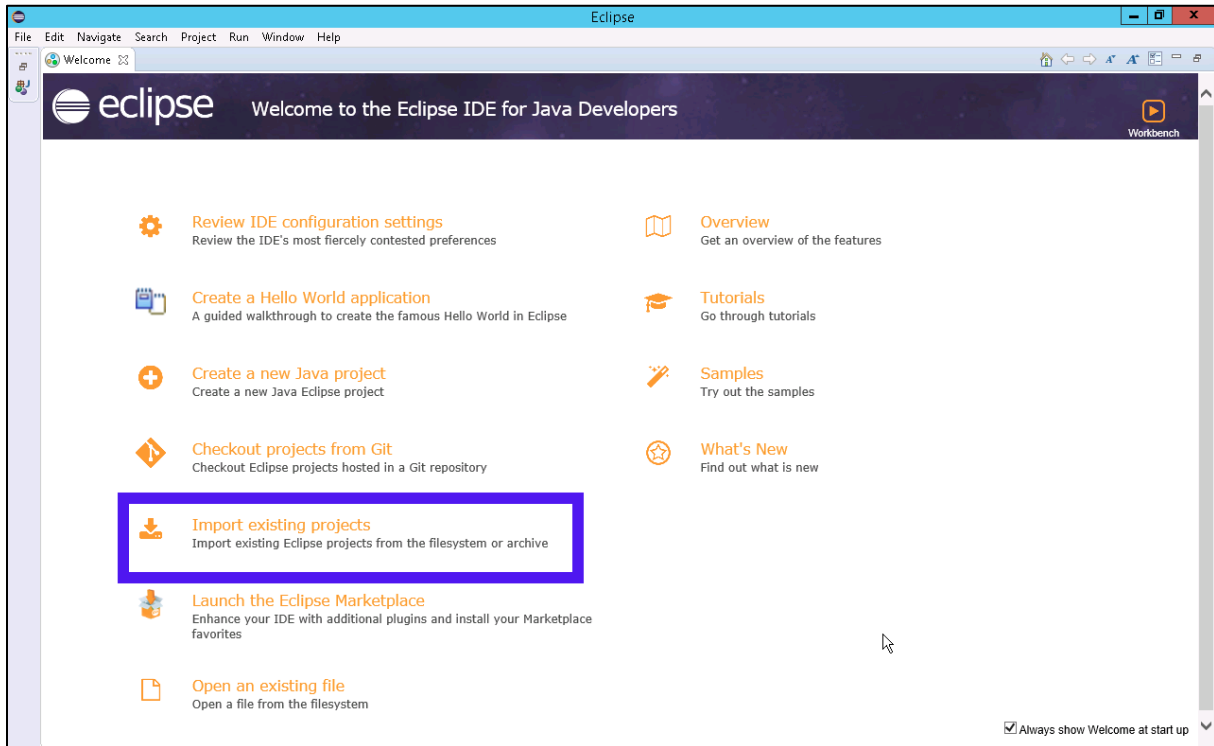 Eclipse
File Edit Navigate Search Project Run Window Help
Welcome
eclipse Welcome to the Eclipse IDE for Java Developers
Workbench
Review IDE configuration settings
Review the IDE's most fiercely contested preferences
Overview
Get an overview of the features
Create a Hello World application
A guided walkthrough to create the famous Hello World in Eclipse
Tutorials
Go through tutorials
Create a new Java project
Create a new Java Eclipse project
Samples
Try out the samples
Checkout projects from Git
Checkout Eclipse projects hosted in a Git repository
What's New
Find out what is new
Import existing projects
Import existing Eclipse projects from the filesystem or archive
Launch the Eclipse Marketplace
Enhance your IDE with additional plugins and install your Marketplace
favorites
Open an existing file
Open a file from the filesystem
Always show Welcome at start up